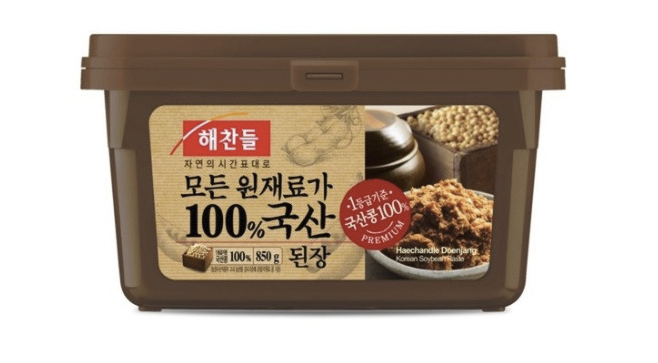 해찬들
자연의 시간표대로
모든 원재료가
100% 국산
100%
850 g
된장
1등급기준
국산콩100%
PREMIUM
Haechandle Doenjang
Korean Soybean Paste